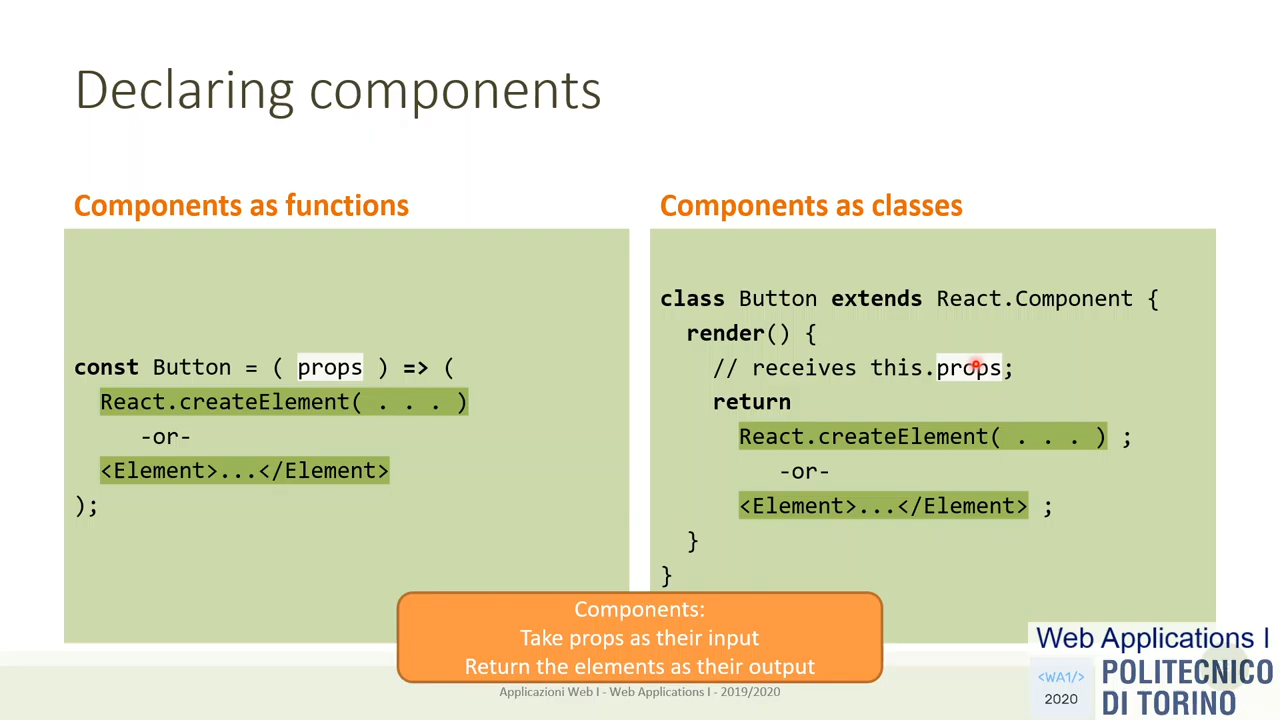 Declaring components
Components as functions
const Button = ( props ) => (
React.createElement( . . . )
-or-
<Element>...</Element>
);
Components as classes
class Button extends React.Component {
render() {
// receives this.props;
return
React.createElement( . . . ) ;
-or-
<Element>...</Element> ;
}
}
Components:
Take props as their input
Return the elements as their output
Applicazioni Web I - Web Applications I - 2019/2020
Web Applications I
<WA1/>
2020
POLITECNICO
DI TORINO